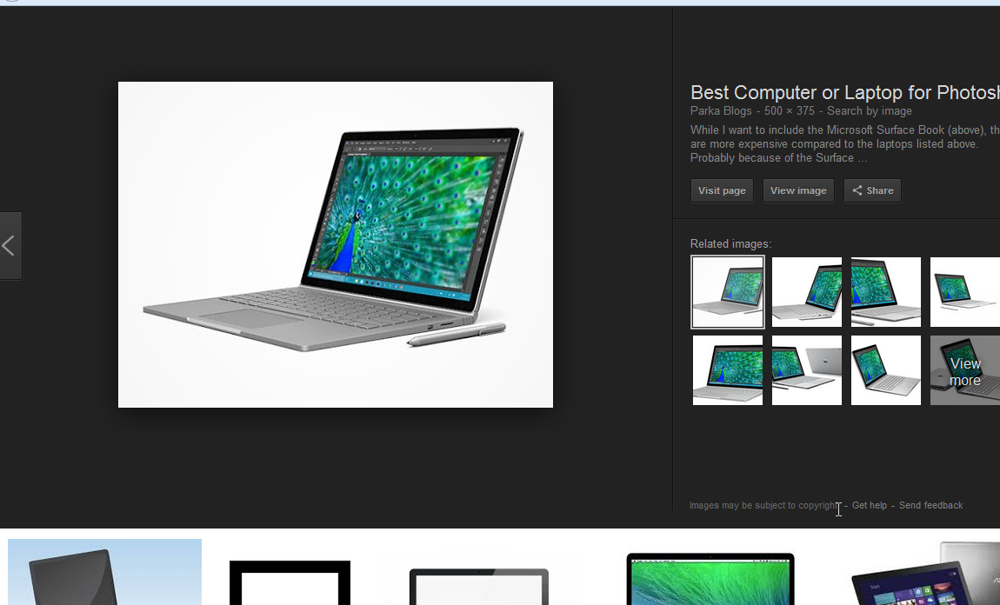 Best Computer or Laptop for Photosh
Parka Blogs - 500 × 375 - Search by image
While I want to include the Microsoft Surface Book (above), th
are more expensive compared to the laptops listed above.
Probably because of the Surface ...
Visit page
View image
Share
Related images:
View
more
Images may be subject to copyright - Get help - Send feedback
Start